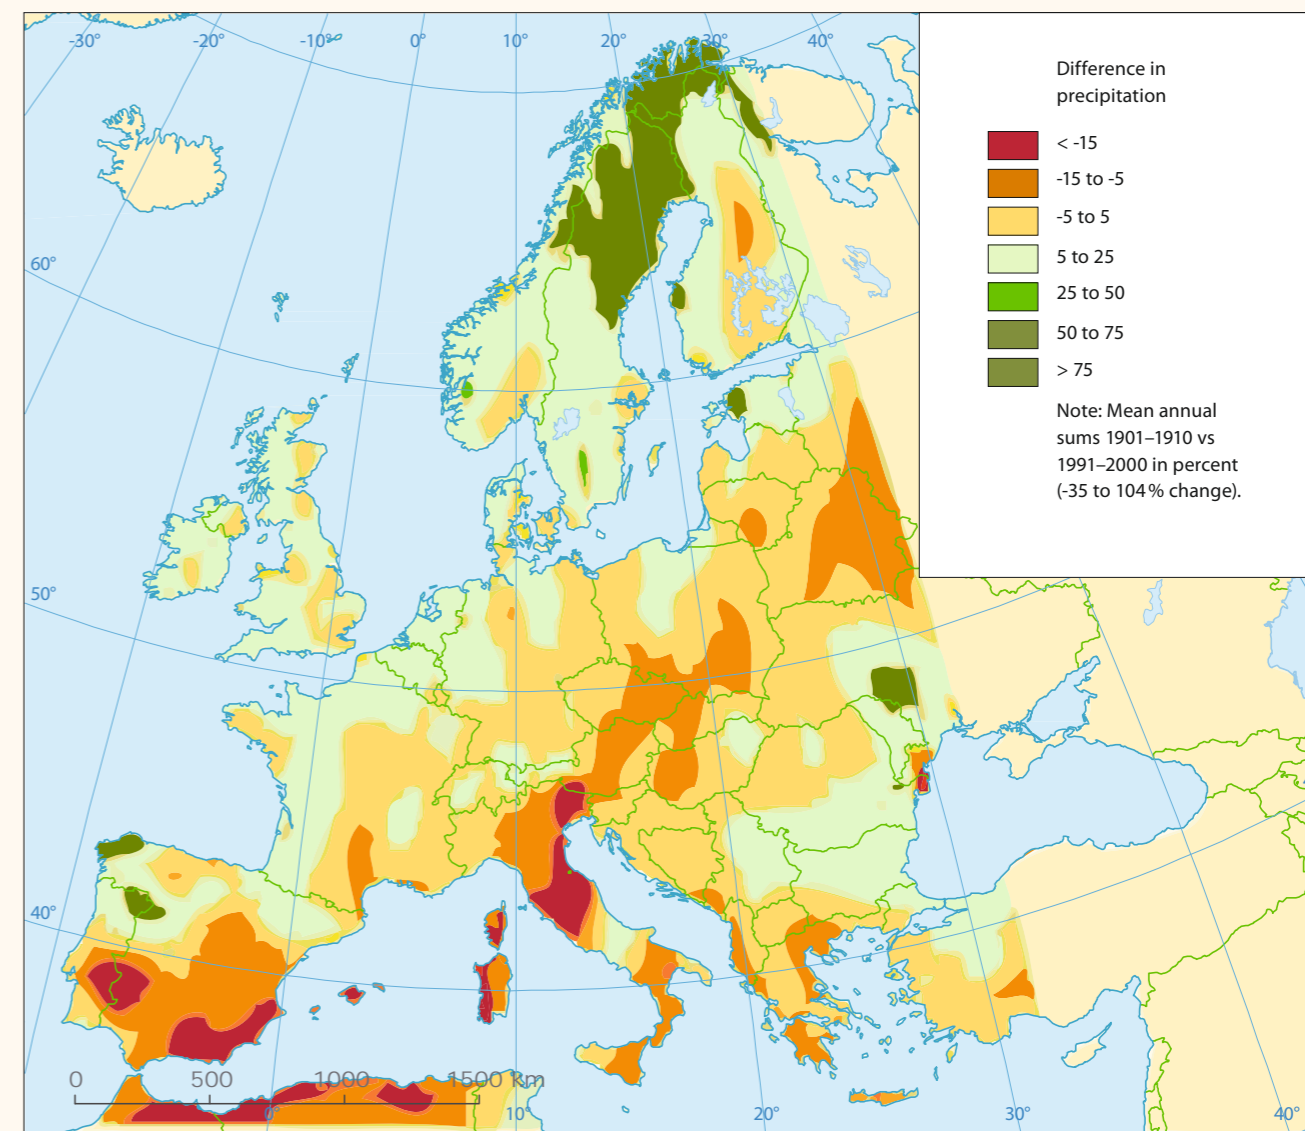 -30°
-20°
-10°
0°
10°
20°
30°
40°
60°
50°
40°
Difference in
precipitation
< -15
-15 to -5
-5 to 5
5 to 25
25 to 50
50 to 75
> 75
Note: Mean annual
sums 1901–1910 vs
1991–2000 in percent
(-35 to 104 % change).
0 500 1000 1500 km
0°
10°
20°
30°
40°